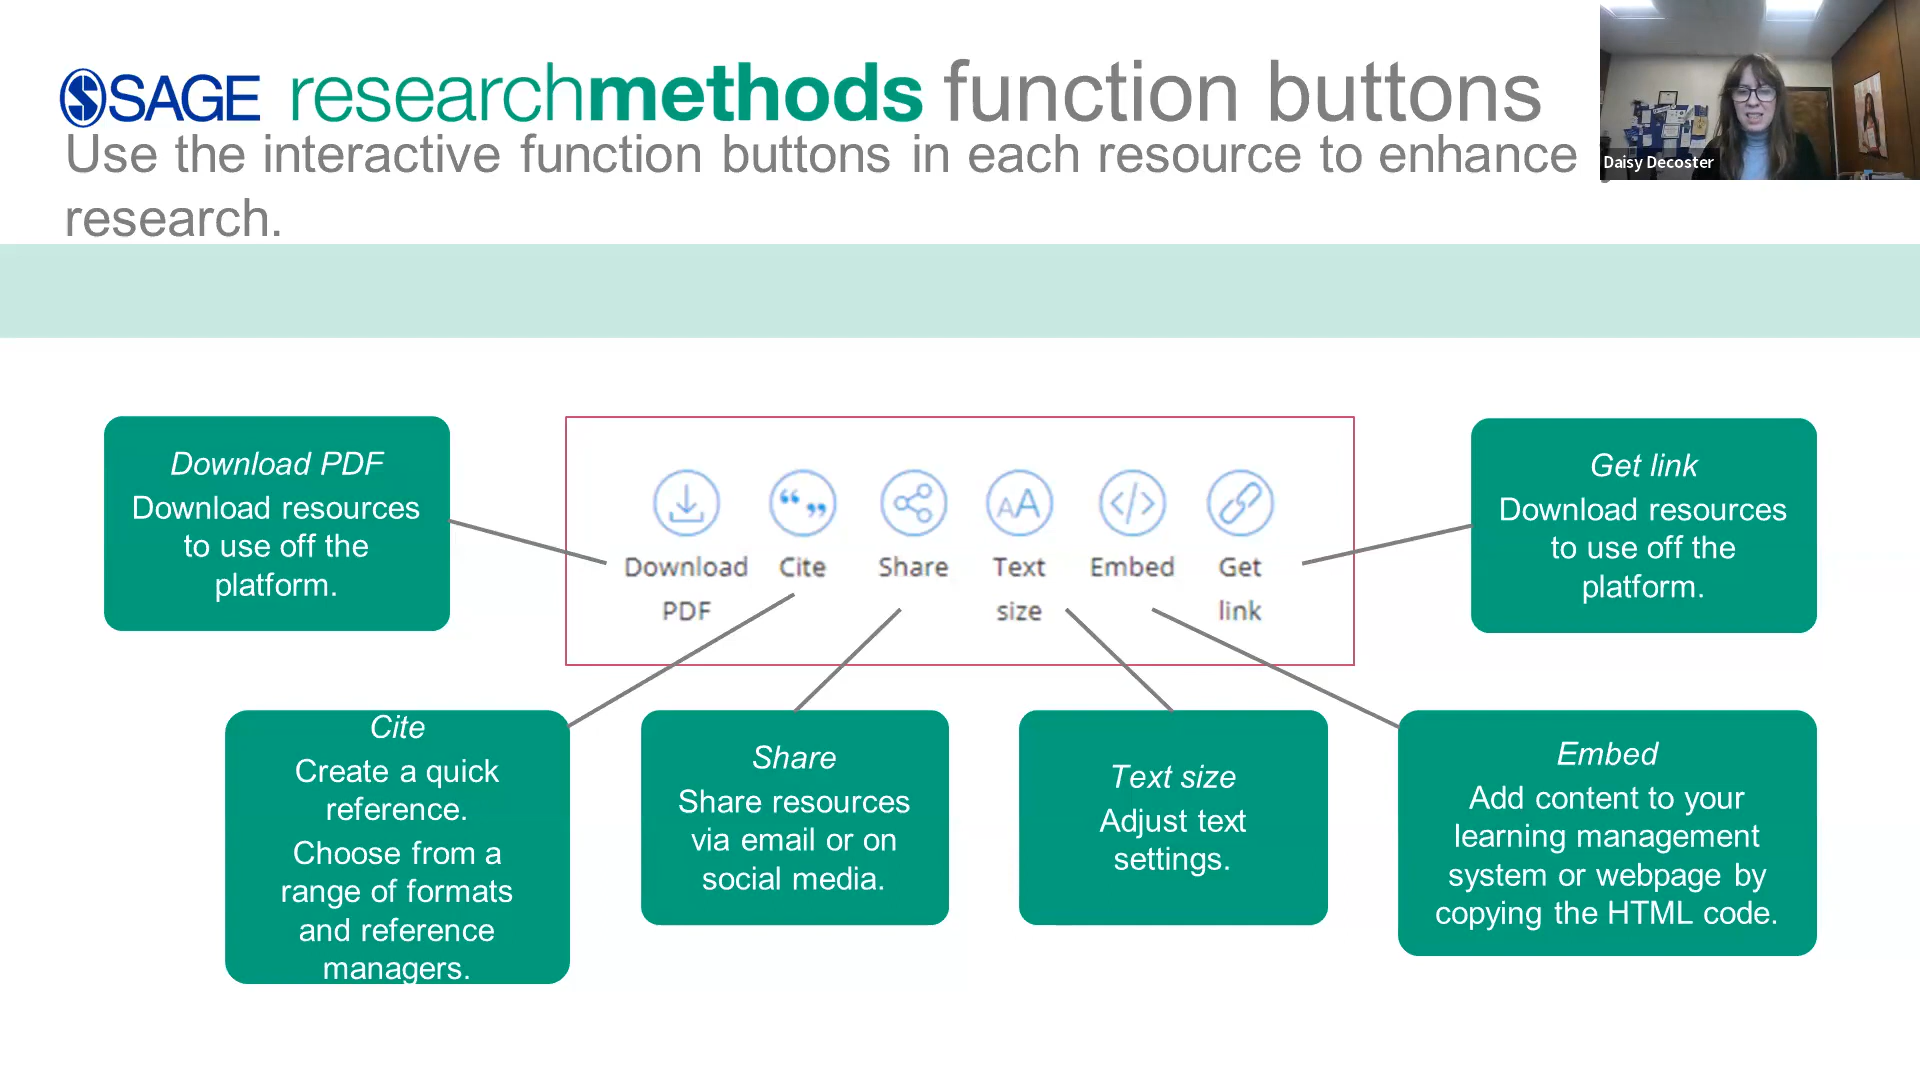 SAGE researchmethods function buttons
Use the interactive function buttons in each resource to enhance
research.
Daisy Decoster
Download PDF
Download resources
to use off the
platform.
Download
PDF
Cite
Share
Text
size
Embed
Get
link
Get link
Download resources
to use off the
platform.
Cite
Create a quick
reference.
Choose from a
range of formats
and reference
managers.
Share
Share resources
via email or on
social media.
Text size
Adjust text
settings.
Embed
Add content to your
learning management
system or webpage by
copying the HTML code.